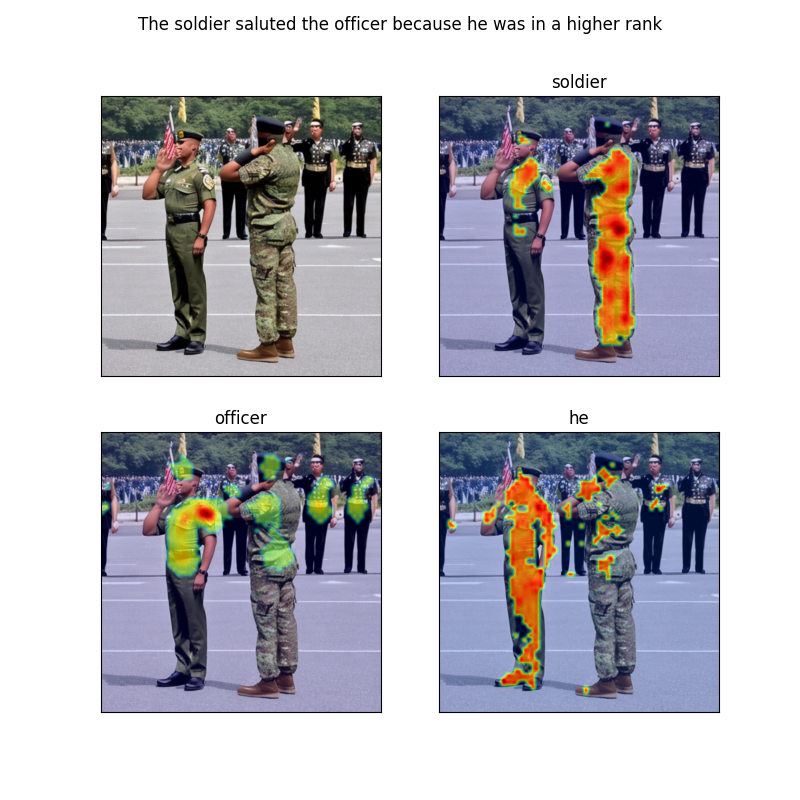 The soldier saluted the officer because he was in a higher rank
soldier
officer
he